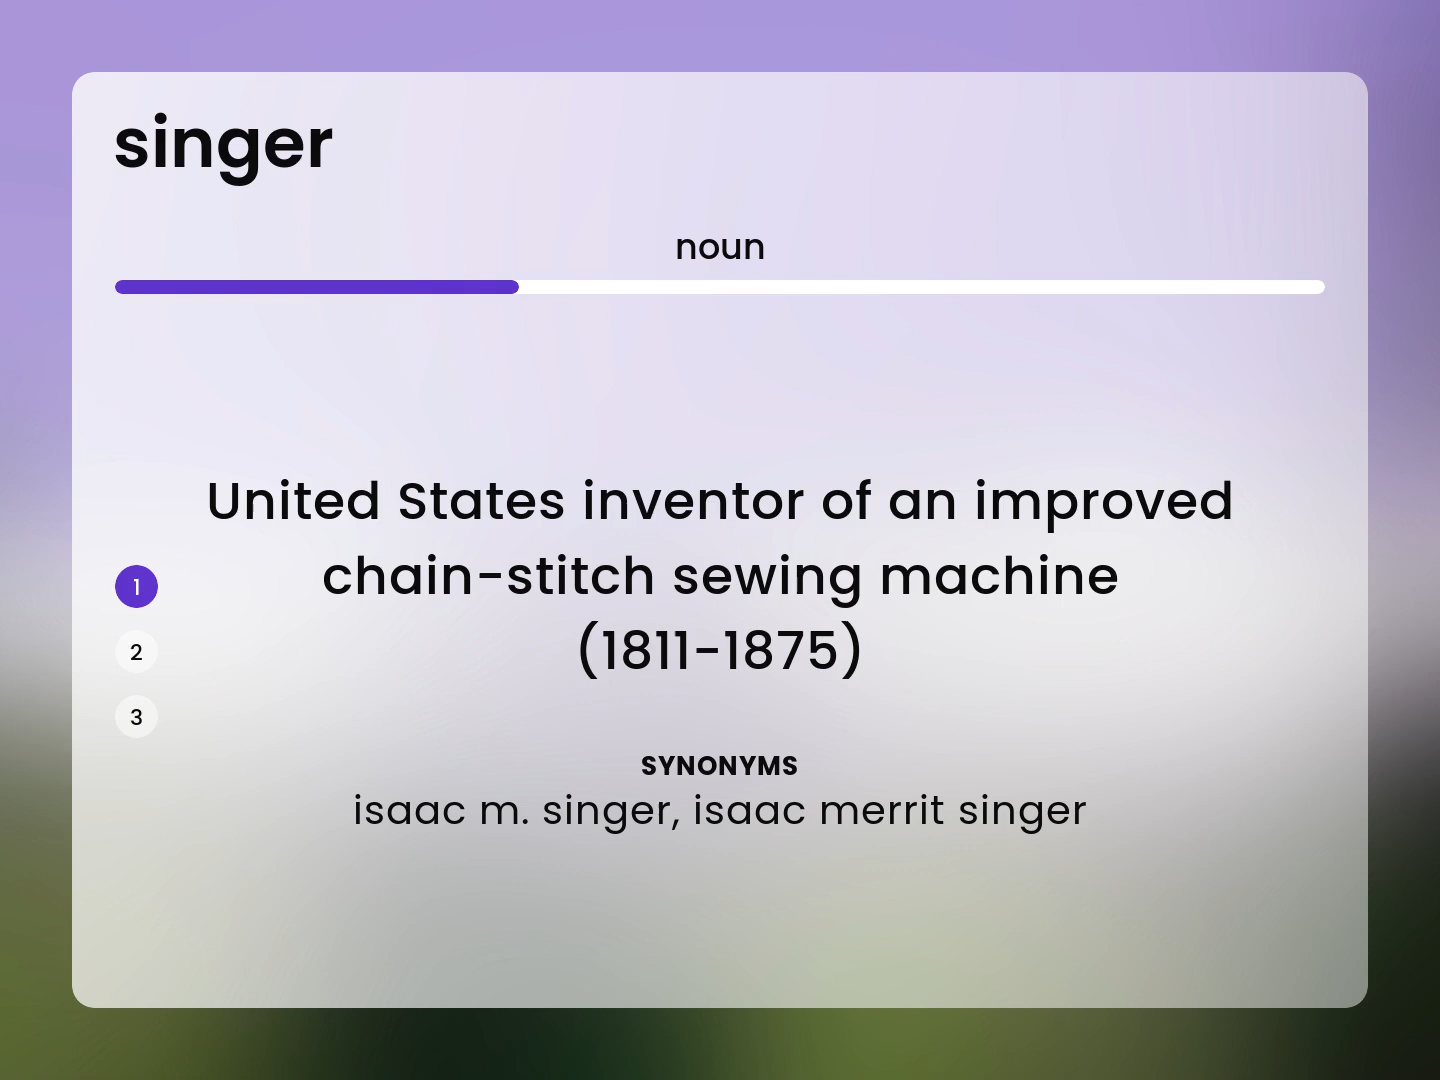 singer
noun
United States inventor of an improved
chain-stitch sewing machine
(1811-1875)
1
2
3
SYNONYMS
isaac m. singer, isaac merrit singer